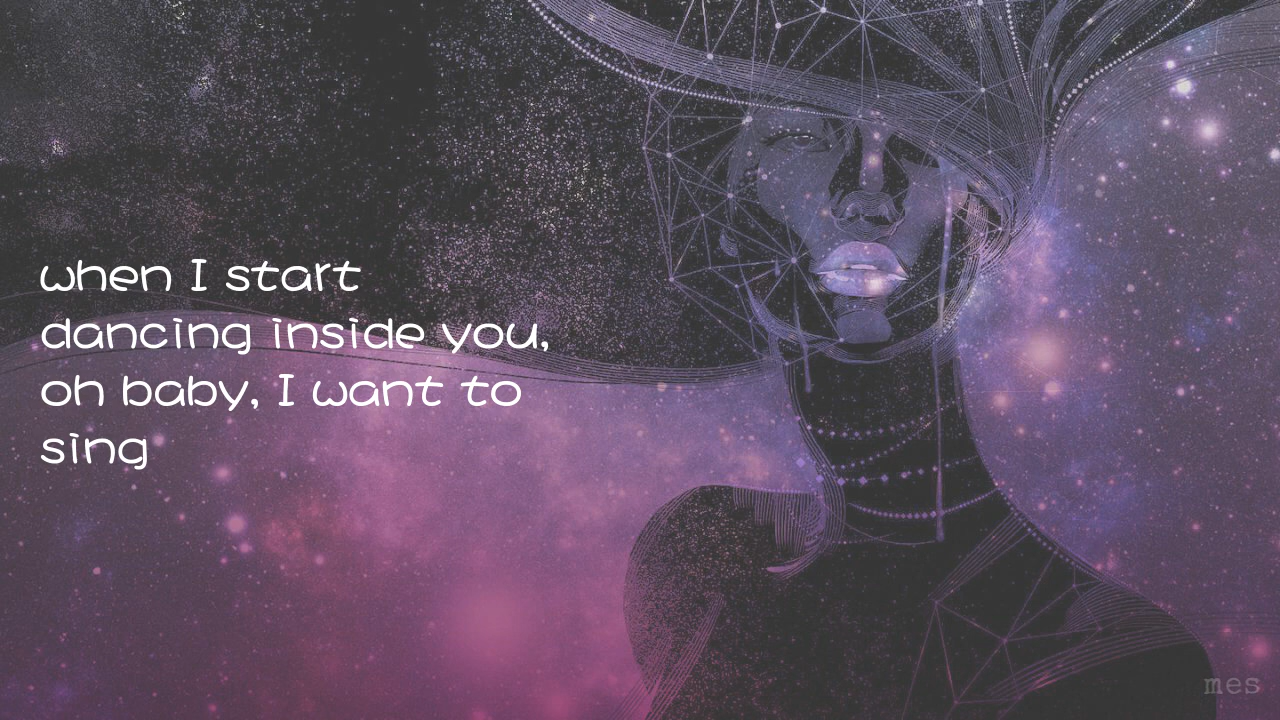 when I start
dancing inside you,
oh baby, I want to
sing
mes